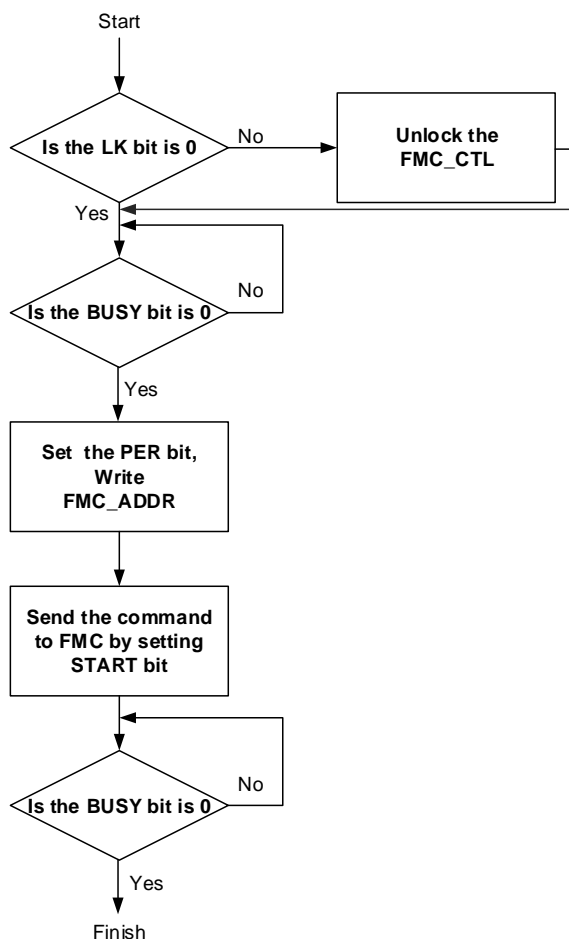 Start
Is the LK bit is 0
No
Unlock the
FMC_CTL
Yes
Is the BUSY bit is 0
No
Yes
Set the PER bit,
Write
FMC_ADDR
Send the command
to FMC by setting
START bit
Is the BUSY bit is 0
No
Yes
Finish